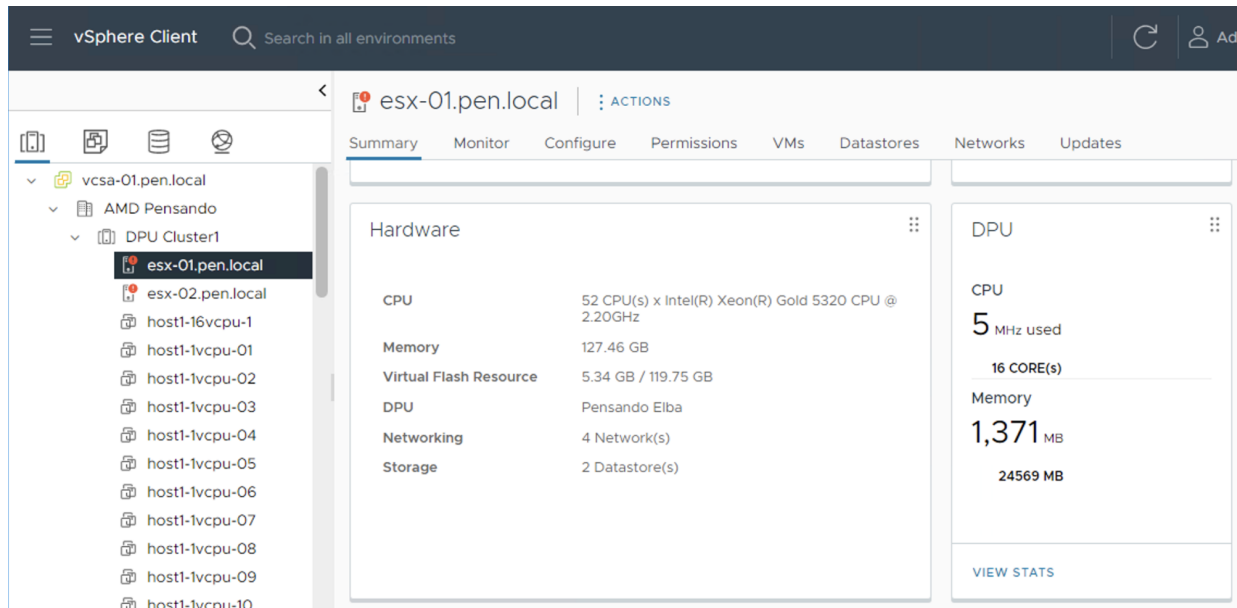 vSphere Client
Search in all environments
Ad
esx-01.pen.local
ACTIONS
Summary Monitor Configure Permissions VMs Datastores Networks Updates
vcsa-01.pen.local
AMD Pensando
DPU Cluster1
esx-01.pen.local
esx-02.pen.local
host1-16vcpu-1
host1-1vcpu-01
host1-1vcpu-02
host1-1vcpu-03
host1-1vcpu-04
host1-1vcpu-05
host1-1vcpu-06
host1-1vcpu-07
host1-1vcpu-08
host1-1vcpu-09
host1-1vcpu-10
Hardware
CPU 52 CPU(s) x Intel(R) Xeon(R) Gold 5320 CPU @
2.20GHz
Memory 127.46 GB
Virtual Flash Resource 5.34 GB / 119.75 GB
DPU Pensando Elba
Networking 4 Network(s)
Storage 2 Datastore(s)
DPU
CPU
5 MHz used
16 CORE(s)
Memory
1,371 MB
24569 MB
VIEW STATS